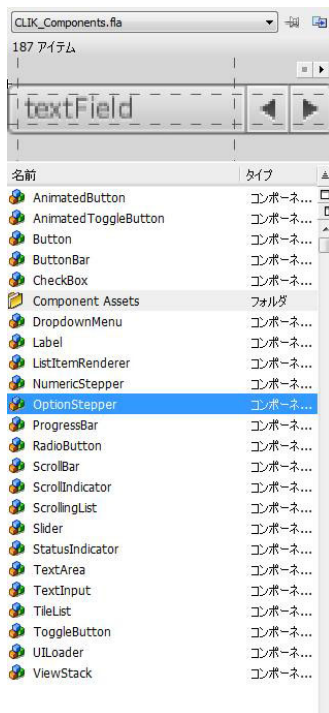 CLIK_Components.fla
187 アイテム
textField
名前 タイプ
AnimatedButton コンポーネ...
AnimatedToggleButton コンポーネ...
Button コンポーネ...
ButtonBar コンポーネ...
CheckBox コンポーネ...
Component Assets フォルダ
DropdownMenu コンポーネ...
Label コンポーネ...
ListItemRenderer コンポーネ...
NumericStepper コンポーネ...
OptionStepper コンポーネ...
ProgressBar コンポーネ...
RadioButton コンポーネ...
ScrollBar コンポーネ...
ScrollIndicator コンポーネ...
ScrollingList コンポーネ...
Slider コンポーネ...
StatusIndicator コンポーネ...
TextArea コンポーネ...
TextInput コンポーネ...
TileList コンポーネ...
ToggleButton コンポーネ...
UILoader コンポーネ...
ViewStack コンポーネ...